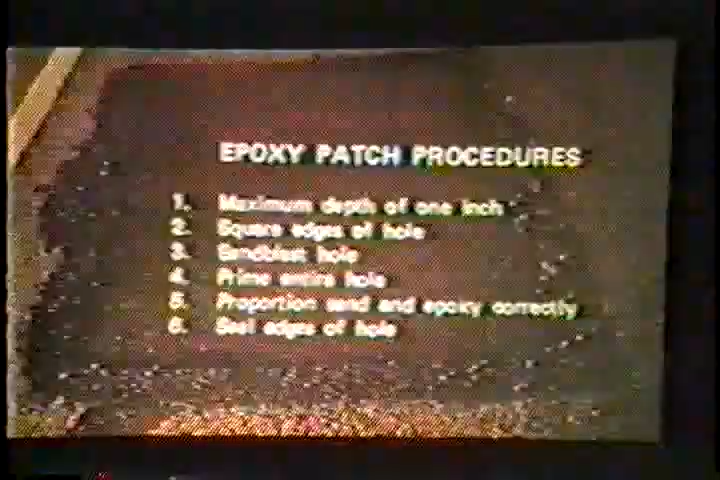 EPOXY PATCH PROCEDURES
1. Maximum depth of one inch
2. Square edges of hole
3. Sandblast hole
4. Prime entire hole
5. Proportion sand and epoxy correctly
6. Seal edges of hole